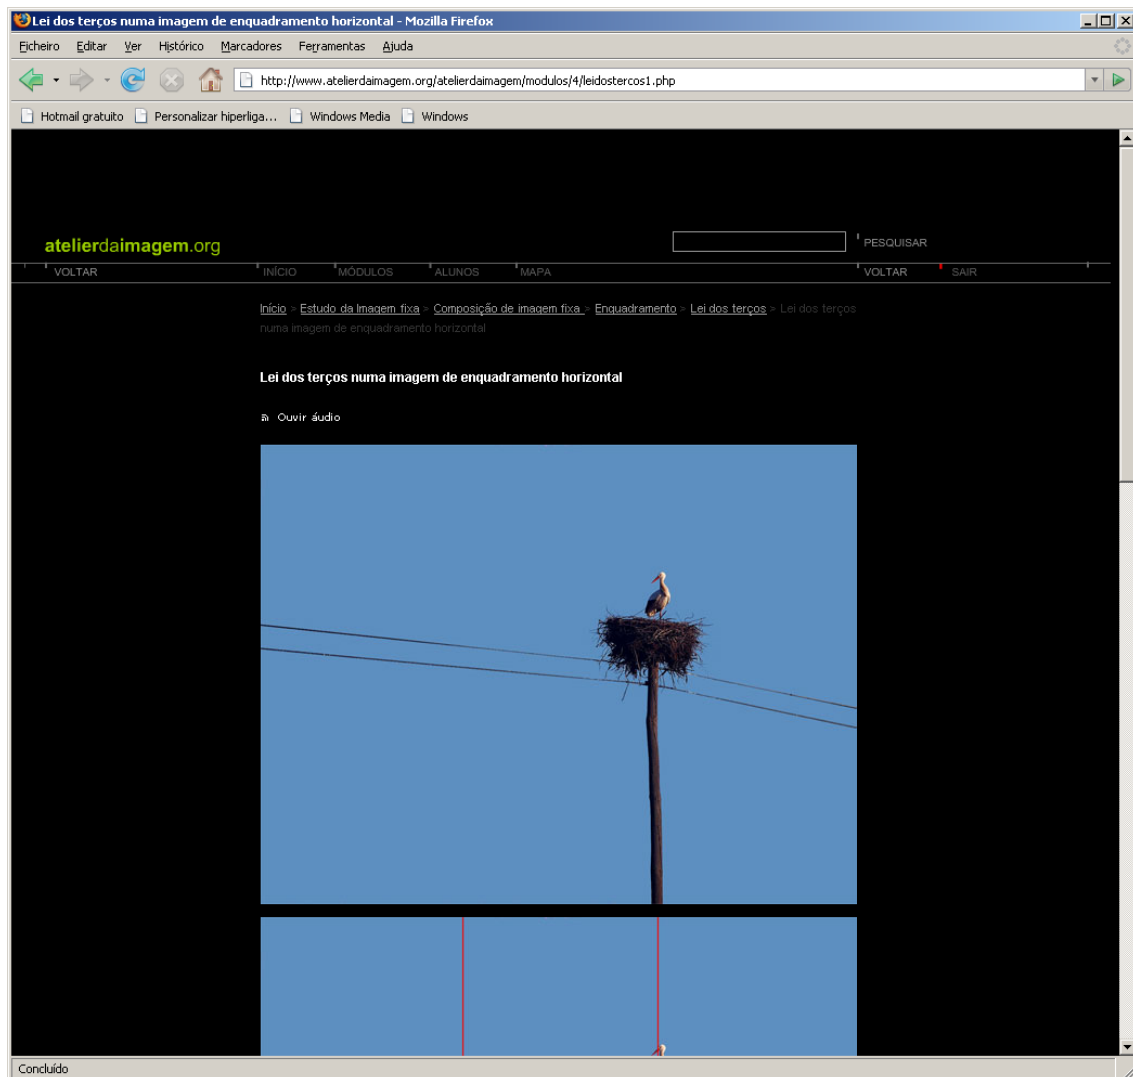 Lei dos terços numa imagem de enquadramento horizontal - Mozilla Firefox
Ficheiro Editar Ver Histórico Marcadores Ferramentas Ajuda
http://www.atelierdaimagem.org/atelierdaimagem/modulos/4/leidostercos1.php
Hotmail gratuito Personalizar hiperliga... Windows Media Windows
atelierdaimagem.org
PESQUISAR
VOLTAR INÍCIO MÓDULOS ALUNOS MAPA VOLTAR SAIR
Início > Estudo da Imagem fixa > Composição de imagem fixa > Enquadramento > Lei dos terços > Lei dos terços
numa imagem de enquadramento horizontal
Lei dos terços numa imagem de enquadramento horizontal
Ouvir áudio
Concluído